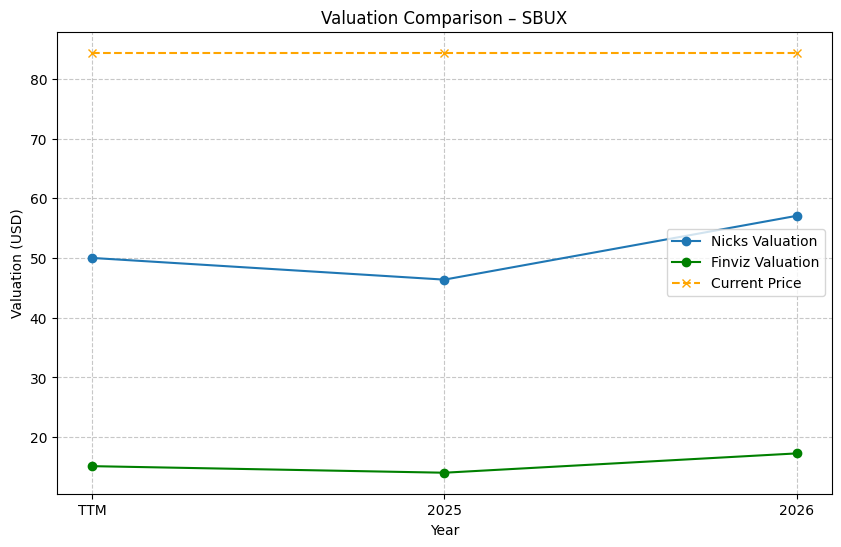 Valuation Comparison – SBUX
Valuation (USD)
80
70
60
50
40
30
20
Nicks Valuation
Finviz Valuation
Current Price
TTM
2025
2026
Year